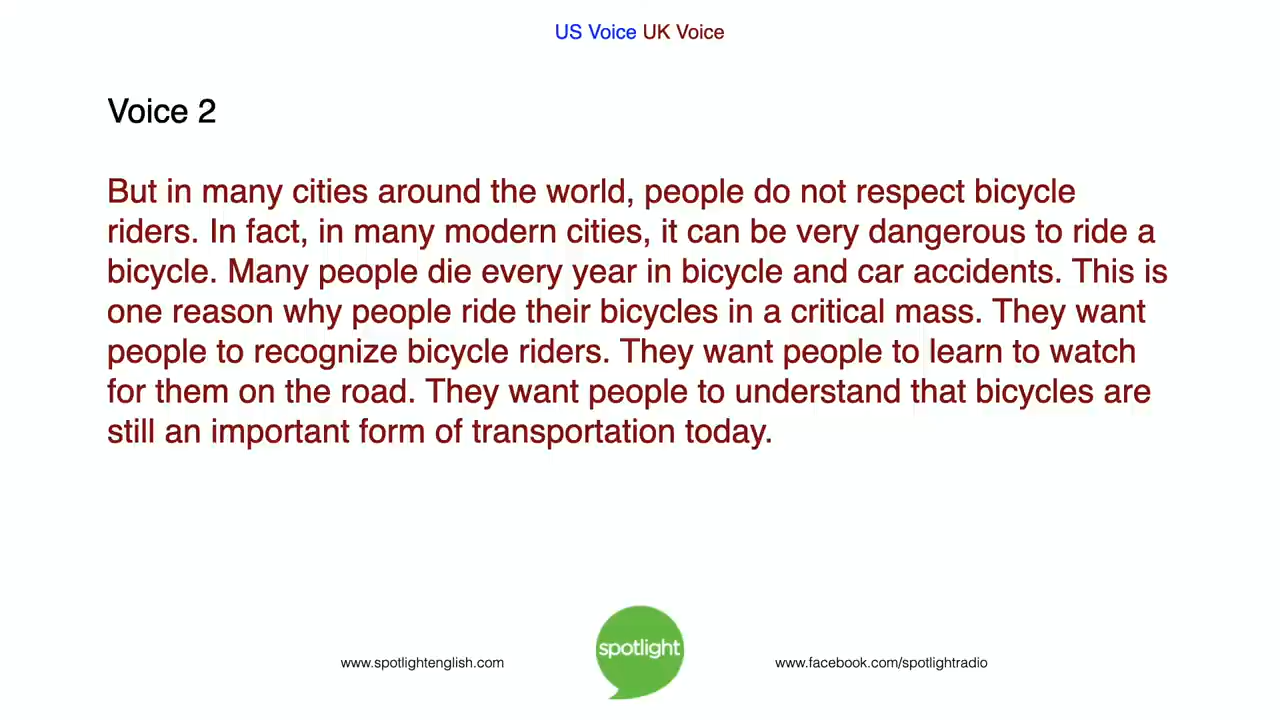 US Voice UK Voice
Voice 2
But in many cities around the world, people do not respect bicycle
riders. In fact, in many modern cities, it can be very dangerous to ride a
bicycle. Many people die every year in bicycle and car accidents. This is
one reason why people ride their bicycles in a critical mass. They want
people to recognize bicycle riders. They want people to learn to watch
for them on the road. They want people to understand that bicycles are
still an important form of transportation today.
www.spotlightenglish.com
spotlight
www.facebook.com/spotlightradio